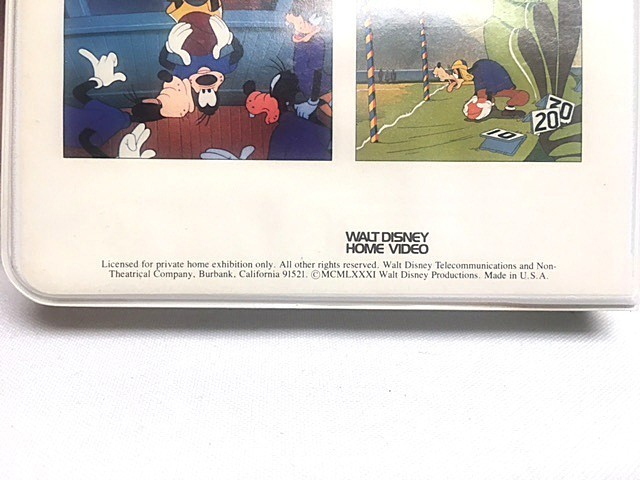 20
20
10
WALT DISNEY
HOME VIDEO
Licensed for private home exhibition only. All other rights reserved. Walt Disney Telecommunications and Non-
Theatrical Company, Burbank, California 91521. ©MCMLXXXI Walt Disney Productions. Made in U.S.A.